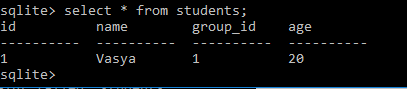 sqlite> select * from students;
id          name        group_id    age
----------  ----------  ----------  ----------
1           Vasya       1           20
sqlite>